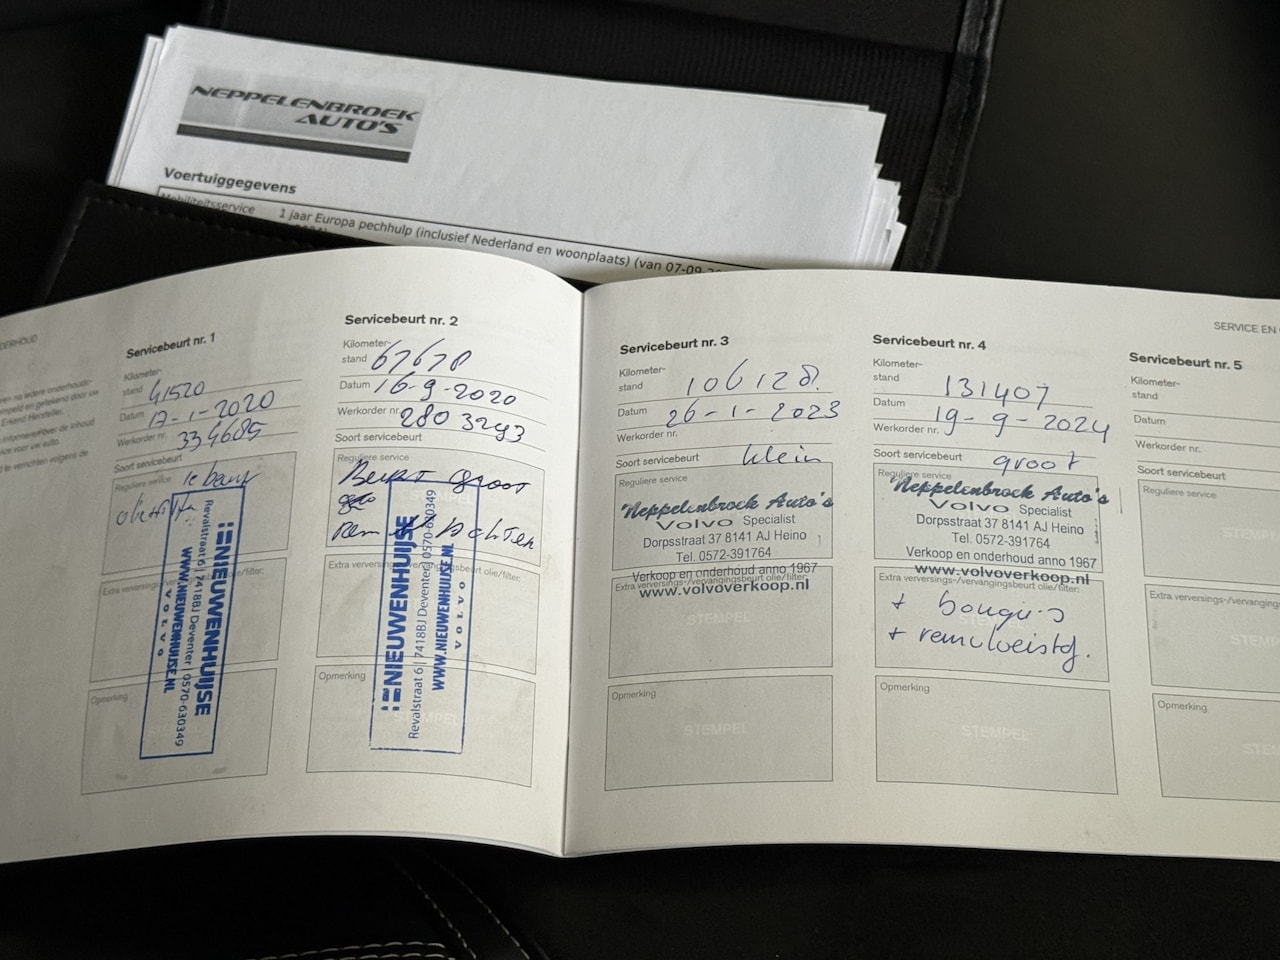 NEPPELENBROEK
AUTO'S
Voertuiggegevens
Mobiliteitsservice 1 jaar Europa pechhulp (inclusief Nederland en woonplaats) (van 07-09-
SERVICE EN
Servicebeurt nr. 1
Kilometer-
stand 41520
Datum 17-1-2020
Werkorder nr. 334685
Soort servicebeurt
Reguliere service 1e beurt
NIEUWENHUIJSE
Revalstraat 6 | 7418BJ Deventer | 0570-630349
WWW.NIEUWENHUIJSE.NL
VOLVO
Extra verversings-/vervangingsbeurt olie/filter:
Opmerking
Servicebeurt nr. 2
Kilometer-
stand 67678
Datum 16-9-2020
Werkorder nr. 2803293
Soort servicebeurt
Reguliere service
Beurt groot
Rem Achter
NIEUWENHUIJSE
Revalstraat 6 | 7418BJ Deventer | 0570-630349
WWW.NIEUWENHUIJSE.NL
VOLVO
Extra verversings-/vervangingsbeurt olie/filter:
Opmerking
STEMPEL
Servicebeurt nr. 3
Kilometer-
stand 106128
Datum 26-1-2023
Werkorder nr.
Soort servicebeurt klein
Reguliere service
Neppelenbroek Auto's
Volvo Specialist
Dorpsstraat 37 8141 AJ Heino
Tel. 0572-391764
Verkoop en onderhoud anno 1967
Extra verversings-/vervangingsbeurt olie/filter:
www.volvoverkoop.nl
STEMPEL
Opmerking
STEMPEL
Servicebeurt nr. 4
Kilometer-
stand 131407
Datum 19-9-2024
Werkorder nr.
Soort servicebeurt groot
Reguliere service
Neppelenbroek Auto's
Volvo Specialist
Dorpsstraat 37 8141 AJ Heino
Tel. 0572-391764
Verkoop en onderhoud anno 1967
www.volvoverkoop.nl
Extra verversings-/vervangingsbeurt olie/filter:
+ bougies
+ remvloeistof.
Opmerking
STEMPEL
Servicebeurt nr. 5
Kilometer-
stand
Datum
Werkorder nr.
Soort servicebeurt
Reguliere service
STEMP
Extra verversings-/vervangings
STEM
Opmerking
STE